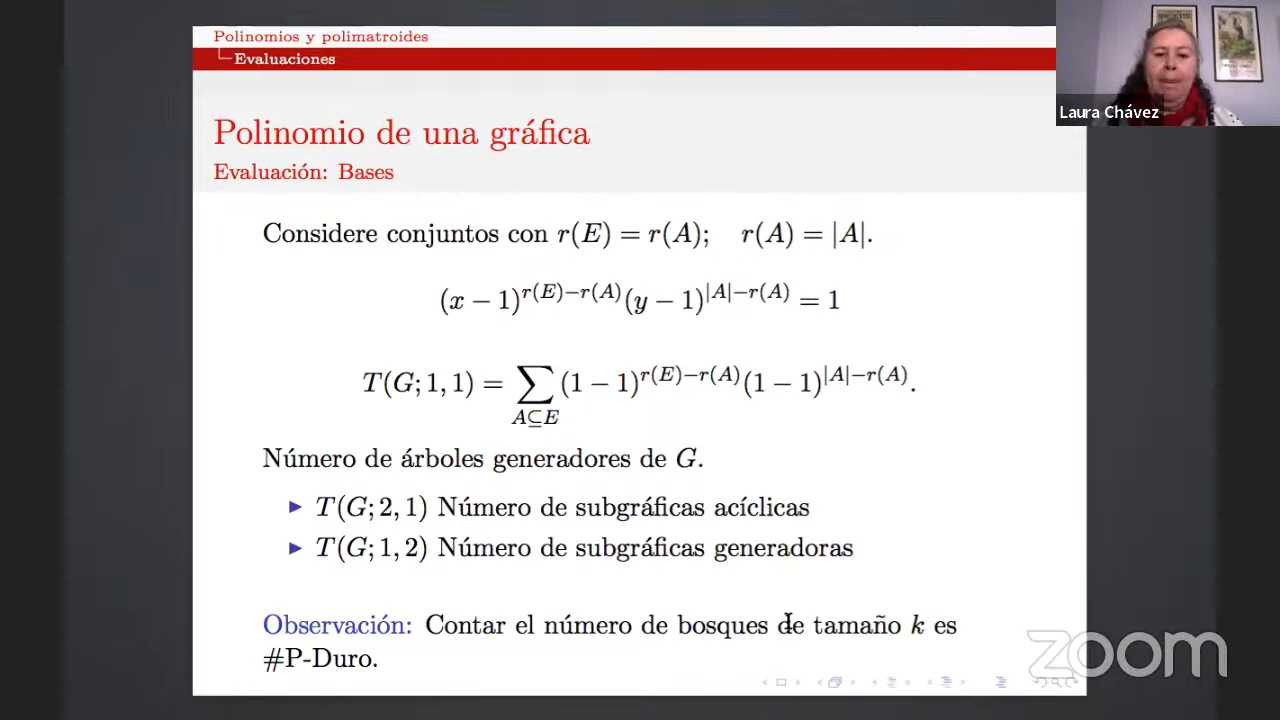 Polinomios y polimatroides
Evaluaciones
Laura Chávez
Polinomio de una gráfica
Evaluación: Bases
Considere conjuntos con r(E) = r(A);   r(A) = |A|.
(x − 1)^{r(E)−r(A)}(y − 1)^{|A|−r(A)} = 1
T(G; 1, 1) = ∑_{A⊆E} (1 − 1)^{r(E)−r(A)}(1 − 1)^{|A|−r(A)}.
Número de árboles generadores de G.
▶ T(G; 2, 1) Número de subgráficas acíclicas
▶ T(G; 1, 2) Número de subgráficas generadoras
Observación: Contar el número de bosques de tamaño k es
#P-Duro.
zoom